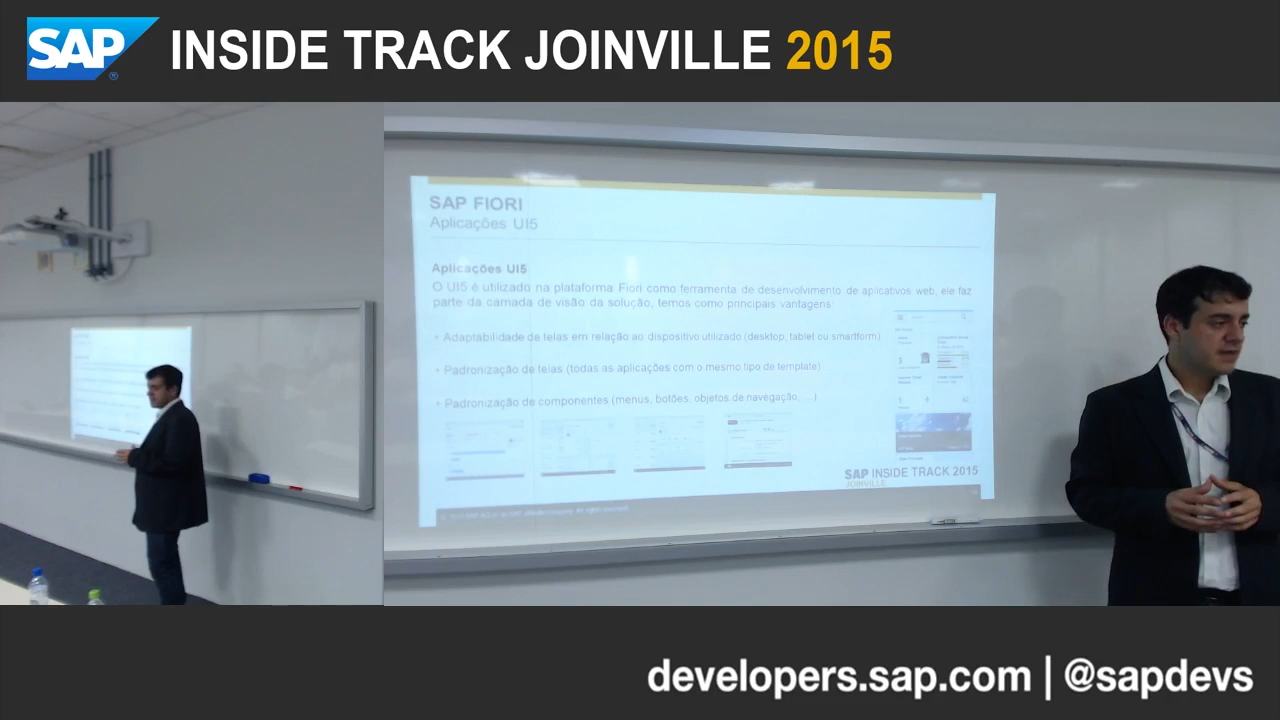 SAP INSIDE TRACK JOINVILLE 2015
SAP FIORI
Aplicações UI5
Aplicações UI5
O UI5 é utilizado na plataforma Fiori como ferramenta de desenvolvimento de aplicativos web, ele faz
parte da camada de visão da solução, temos como principais vantagens:
• Adaptabilidade de telas em relação ao dispositivo utilizado (desktop, tablet ou smartform)
• Padronização de telas (todas as aplicações com o mesmo tipo de template)
• Padronização de componentes (menus, botões, objetos de navegação, ...)
SAP INSIDE TRACK 2015
JOINVILLE
developers.sap.com | @sapdevs